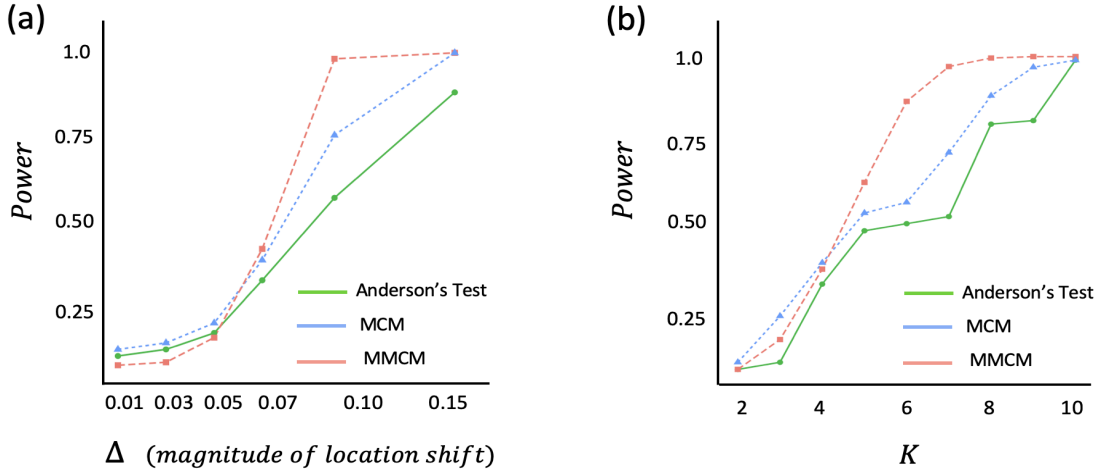 (a)
Power
1.0
0.75
0.50
0.25
Anderson's Test
MCM
MMCM
0.01 0.03 0.05 0.07 0.10 0.15
Δ (magnitude of location shift)
(b)
Power
1.0
0.75
0.50
0.25
Anderson's Test
MCM
MMCM
2 4 6 8 10
K